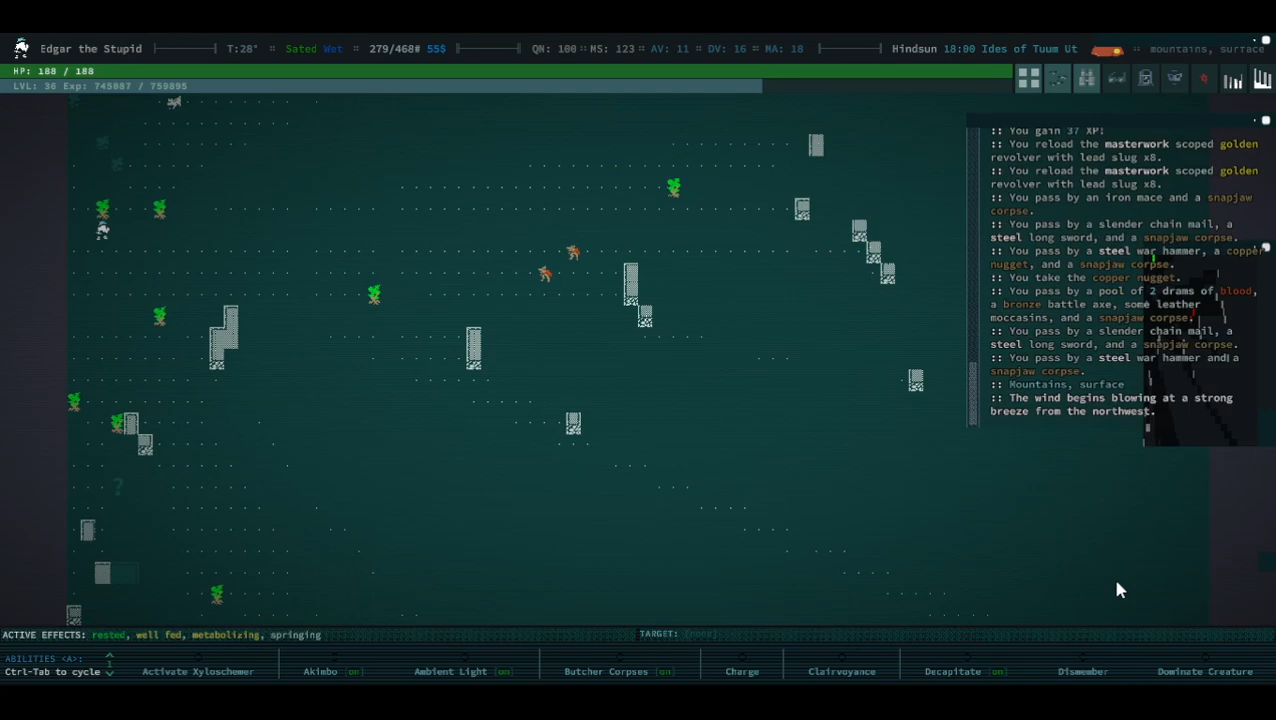 Edgar the Stupid T:28° Sated Wet :: 279/468# 55$ QN: 100 :: MS: 123 :: AV: 11 :: DV: 16 :: MA: 18 Hindsun 18:00 Ides of Tuum Ut :: mountains, surface
HP: 188 / 188
LVL: 36 Exp: 745087 / 759895
:: You gain 37 XP!
:: You reload the masterwork scoped golden
revolver with lead slug x8.
:: You reload the masterwork scoped golden
revolver with lead slug x8.
:: You pass by an iron mace and a snapjaw
corpse.
:: You pass by a slender chain mail, a
steel long sword, and a snapjaw corpse.
:: You pass by a steel war hammer, a copper
nugget, and a snapjaw corpse.
:: You take the copper nugget.
:: You pass by a pool of 2 drams of blood,
a bronze battle axe, some leather
moccasins, and a snapjaw corpse.
:: You pass by a slender chain mail, a
steel long sword, and a snapjaw corpse.
:: You pass by a steel war hammer and a
snapjaw corpse.
:: Mountains, surface
:: The wind begins blowing at a strong
breeze from the northwest.
?
ACTIVE EFFECTS: rested, well fed, metabolizing, springing TARGET: [none]
ABILITIES <A>: 1
Ctrl-Tab to cycle Activate Xyloschemer Akimbo [on] Ambient Light [on] Butcher Corpses [on] Charge Clairvoyance Decapitate [on] Dismember Dominate Creature